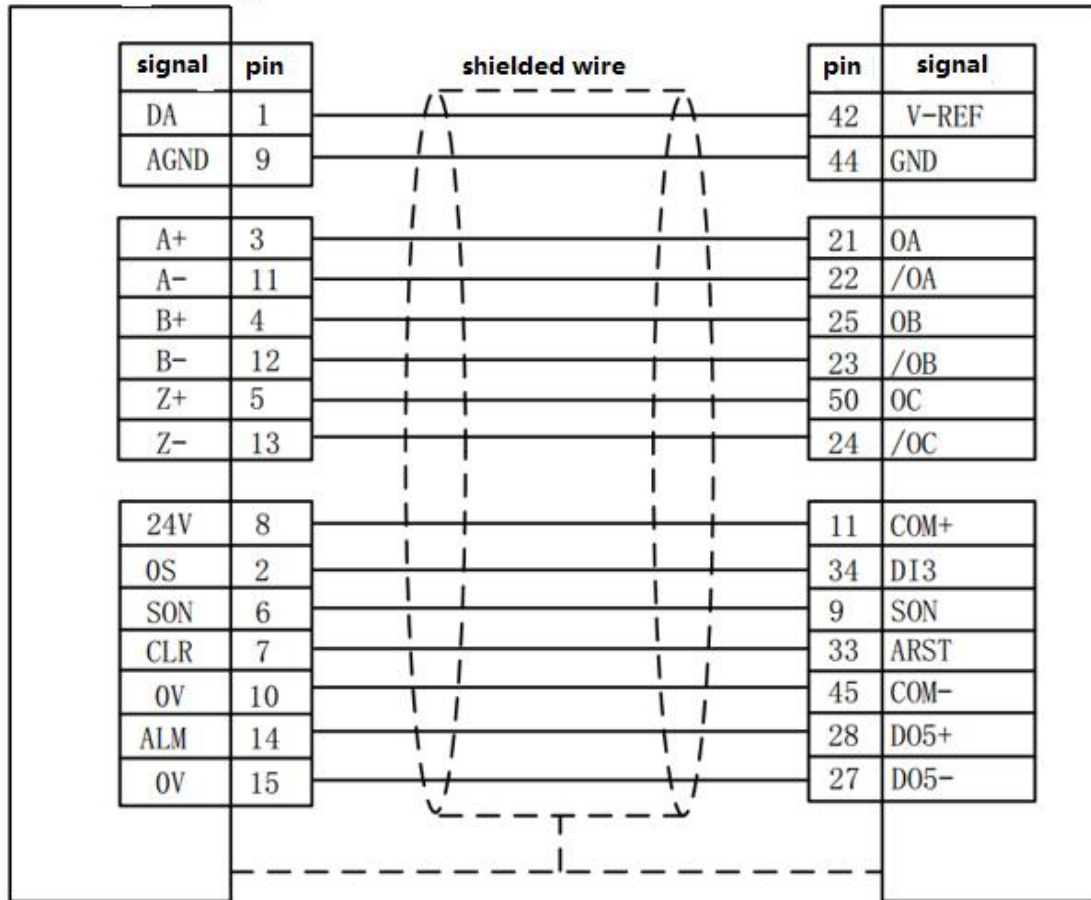 signal pin shielded wire pin signal
DA 1 42 V-REF
AGND 9 44 GND
A+ 3 21 OA
A- 11 22 /OA
B+ 4 25 OB
B- 12 23 /OB
Z+ 5 50 OC
Z- 13 24 /OC
24V 8 11 COM+
OS 2 34 DI3
SON 6 9 SON
CLR 7 33 ARST
0V 10 45 COM-
ALM 14 28 DO5+
0V 15 27 DO5-